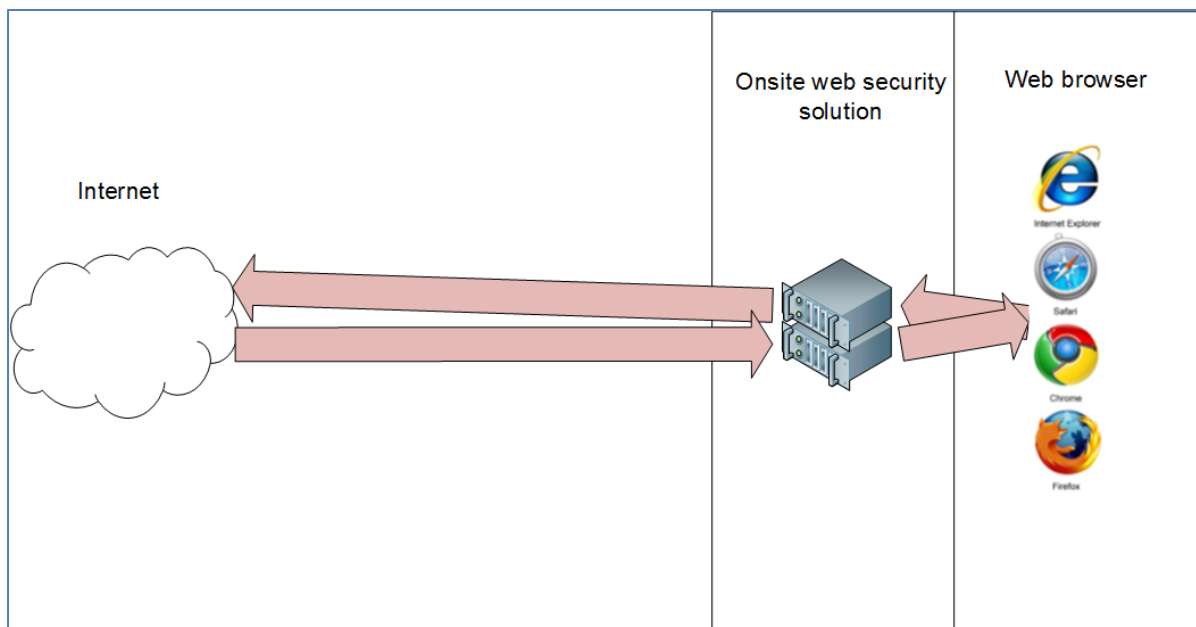 Onsite web security
solution
Web browser
Internet
Internet Explorer
Safari
Chrome
Firefox